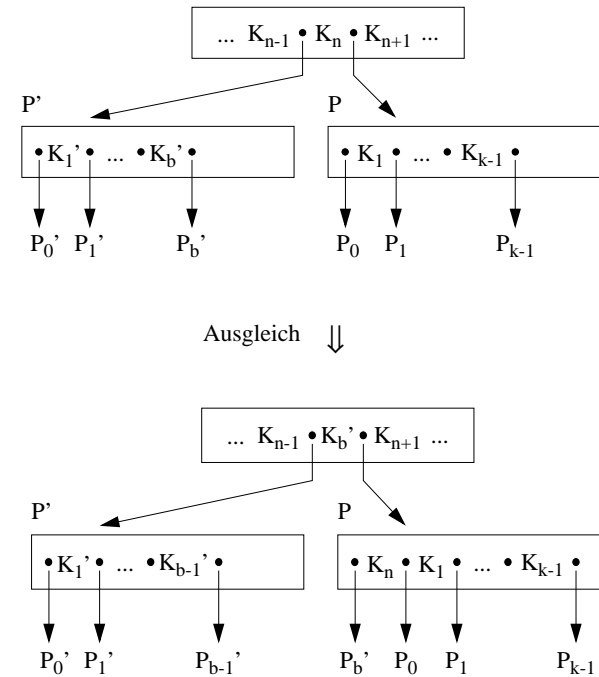 ... K_{n-1} • K_n • K_{n+1} ...
P’ P
• K_1’ • ... • K_b’ • • K_1 • ... • K_{k-1} •
P_0’ P_1’ P_b’ P_0 P_1 P_{k-1}
Ausgleich ⇓
... K_{n-1} • K_b’ • K_{n+1} ...
P’ P
• K_1’ • ... • K_{b-1}’ • • K_n • K_1 • ... • K_{k-1} •
P_0’ P_1’ P_{b-1}’ P_b’ P_0 P_1 P_{k-1}